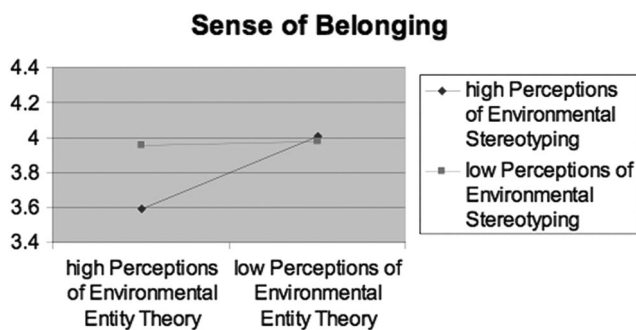 Sense of Belonging
4.4
4.2
4
3.8
3.6
3.4
high Perceptions
of Environmental
Entity Theory
low Perceptions of
Environmental
Entity Theory
high Perceptions
of Environmental
Stereotyping
low Perceptions of
Environmental
Stereotyping